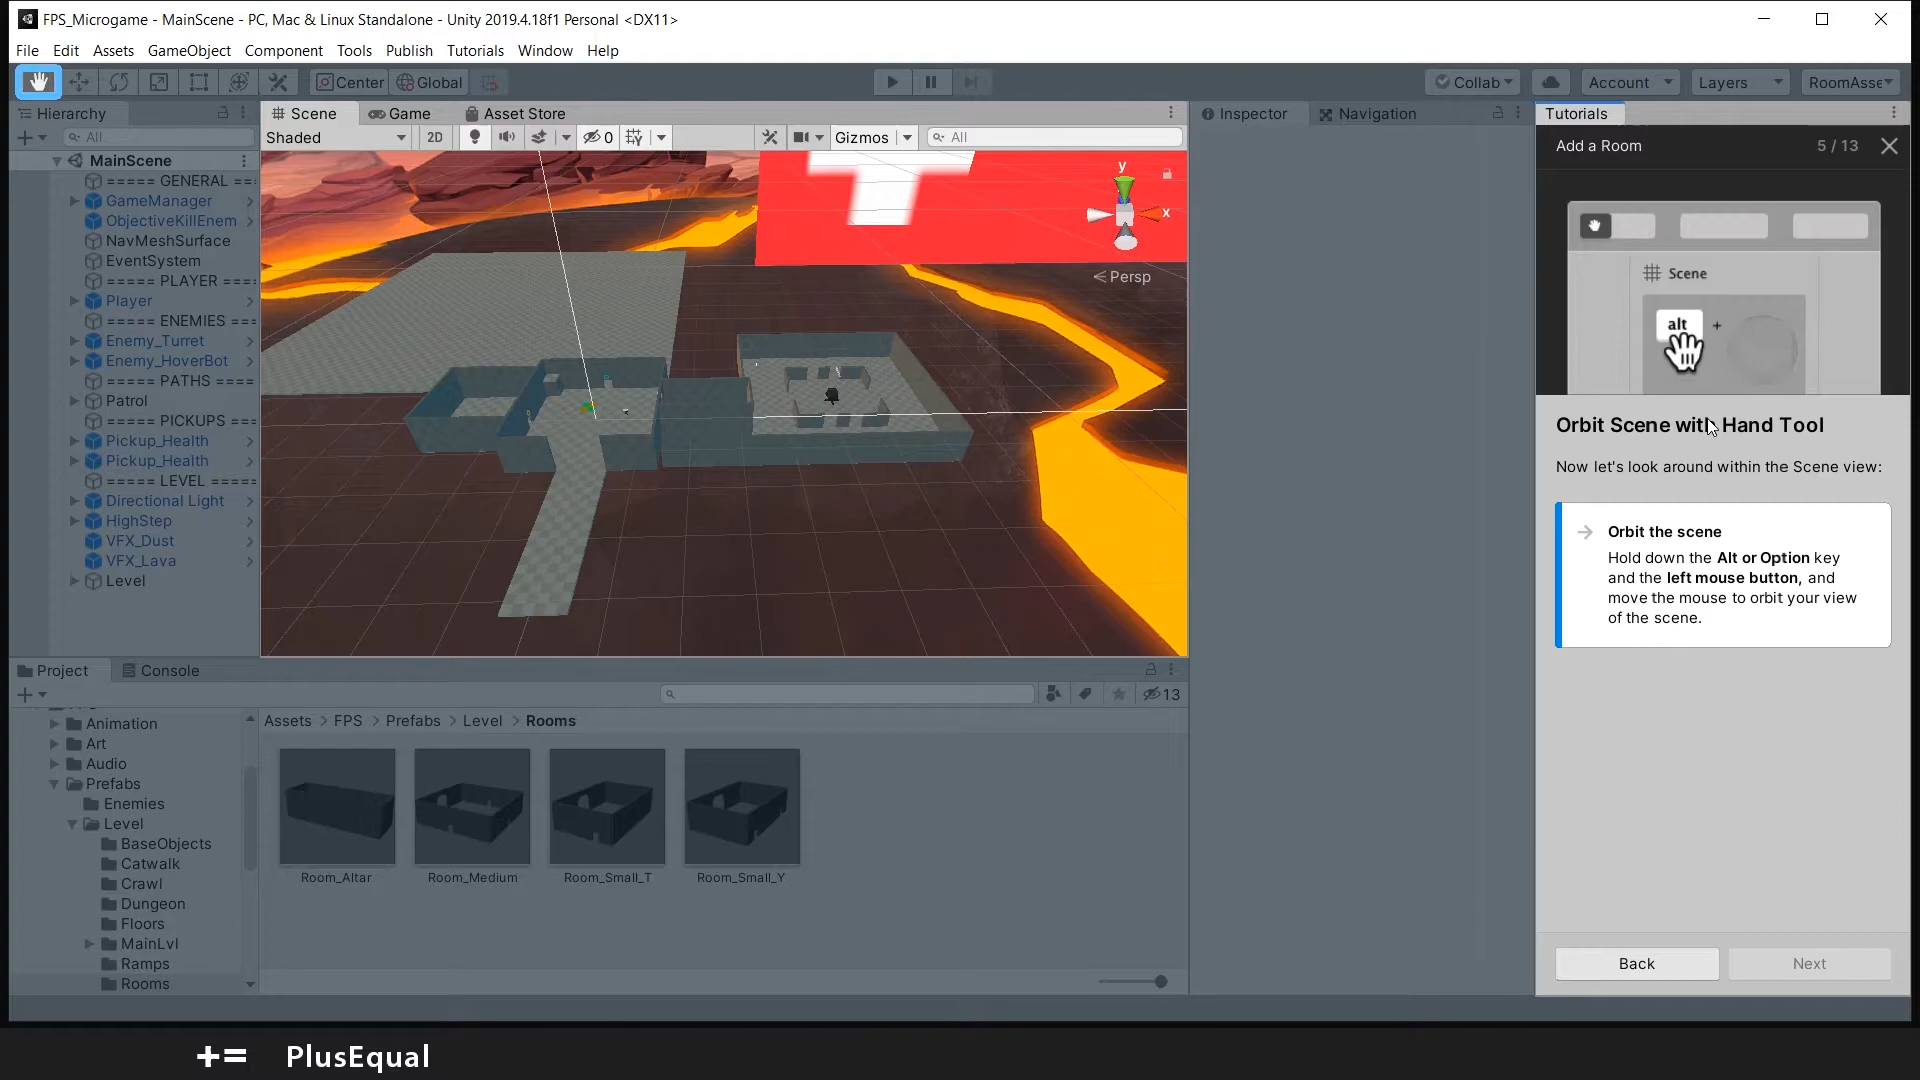 FPS_Microgame - MainScene - PC, Mac & Linux Standalone - Unity 2019.4.18f1 Personal <DX11>
File Edit Assets GameObject Component Tools Publish Tutorials Window Help
Center Global Collab Account Layers RoomAsse
Hierarchy
All
MainScene
===== GENERAL ==
GameManager
ObjectiveKillEnem
NavMeshSurface
EventSystem
===== PLAYER ===
Player
===== ENEMIES ===
Enemy_Turret
Enemy_HoverBot
===== PATHS ====
Patrol
===== PICKUPS ===
Pickup_Health
Pickup_Health
===== LEVEL =====
Directional Light
HighStep
VFX_Dust
VFX_Lava
Level
Scene Game Asset Store
Shaded 2D 0 Gizmos All
y
x
Persp
Inspector Navigation
Tutorials
Add a Room 5 / 13
Scene
alt +
Orbit Scene with Hand Tool
Now let's look around within the Scene view:
Orbit the scene
Hold down the Alt or Option key
and the left mouse button, and
move the mouse to orbit your view
of the scene.
Back Next
Project Console
13
Animation
Art
Audio
Prefabs
Enemies
Level
BaseObjects
Catwalk
Crawl
Dungeon
Floors
MainLvl
Ramps
Rooms
Assets > FPS > Prefabs > Level > Rooms
Room_Altar Room_Medium Room_Small_T Room_Small_Y
+= PlusEqual